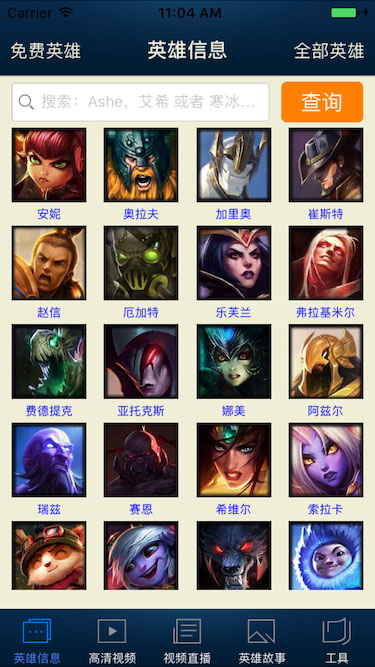 Carrier 11:04 AM
免费英雄 英雄信息 全部英雄
搜索：Ashe，艾希 或者 寒冰... 查询
安妮 奥拉夫 加里奥 崔斯特
赵信 厄加特 乐芙兰 弗拉基米尔
费德提克 亚托克斯 娜美 阿兹尔
瑞兹 赛恩 希维尔 索拉卡
英雄信息 高清视频 视频直播 英雄故事 工具